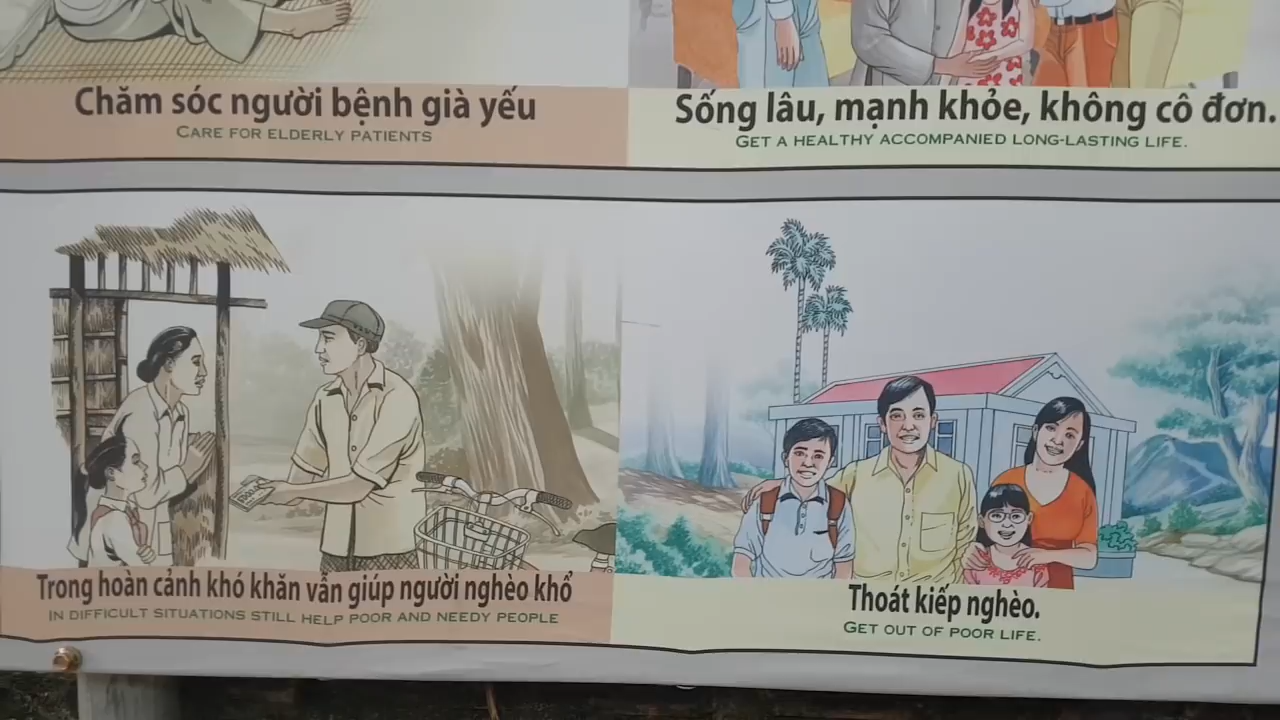 Chăm sóc người bệnh già yếu
CARE FOR ELDERLY PATIENTS
Sống lâu, mạnh khỏe, không cô đơn.
GET A HEALTHY ACCOMPANIED LONG-LASTING LIFE.
Trong hoàn cảnh khó khăn vẫn giúp người nghèo khổ
IN DIFFICULT SITUATIONS STILL HELP POOR AND NEEDY PEOPLE
Thoát kiếp nghèo.
GET OUT OF POOR LIFE.